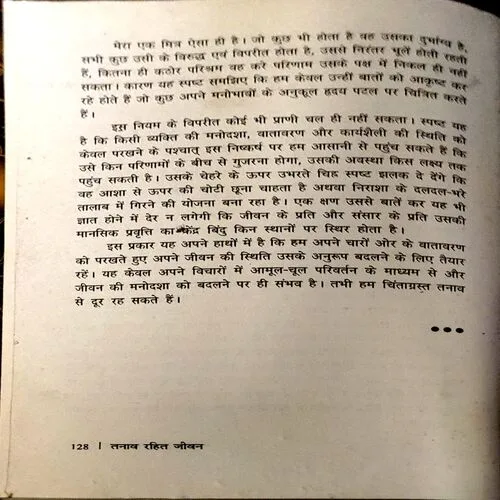 मेरा एक मित्र ऐसा ही है। जो कुछ भी होता है वह उसका दुर्भाग्य है,
सभी कुछ उसी के विरुद्ध एवं विपरीत होता है, उससे निरंतर भूलें होती रहती
हैं, कितना ही कठोर परिश्रम वह करे परिणाम उसके पक्ष में निकल ही नहीं
सकता। कारण यह स्पष्ट समझिए कि हम केवल उन्हीं बातों को आकृष्ट कर
रहे होते हैं जो कुछ अपने मनोभावों के अनुकूल हृदय पटल पर चित्रित करते
हैं।
इस नियम के विपरीत कोई भी प्राणी चल ही नहीं सकता। स्पष्ट यह
है कि किसी व्यक्ति की मनोदशा, वातावरण और कार्यशैली की स्थिति को
केवल परखने के पश्चात् इस निष्कर्ष पर हम आसानी से पहुंच सकते हैं कि
उसे किन परिणामों के बीच से गुजरना होगा, उसकी अवस्था किस लक्ष्य तक
पहुंच सकती है। उसके चेहरे के ऊपर उभरते चिह्न स्पष्ट झलक दे देंगे कि
वह आशा से ऊपर की चोटी छूना चाहता है अथवा निराशा के दलदल-भरे
तालाब में गिरने की योजना बना रहा है। एक क्षण उससे बातें कर यह भी
ज्ञात होने में देर न लगेगी कि जीवन के प्रति और संसार के प्रति उसकी
मानसिक प्रवृत्ति का केंद्र बिंदु किन स्थानों पर स्थिर होता है।
इस प्रकार यह अपने हाथों में है कि हम अपने चारों ओर के वातावरण
को परखते हुए अपने जीवन की स्थिति उसके अनुरूप बदलने के लिए तैयार
रहें। यह केवल अपने विचारों में आमूल-चूल परिवर्तन के माध्यम से और
जीवन की मनोदशा को बदलने पर ही संभव है। तभी हम चिंताग्रस्त तनाव
से दूर रह सकते हैं।
●●●
128 । तनाव रहित जीवन